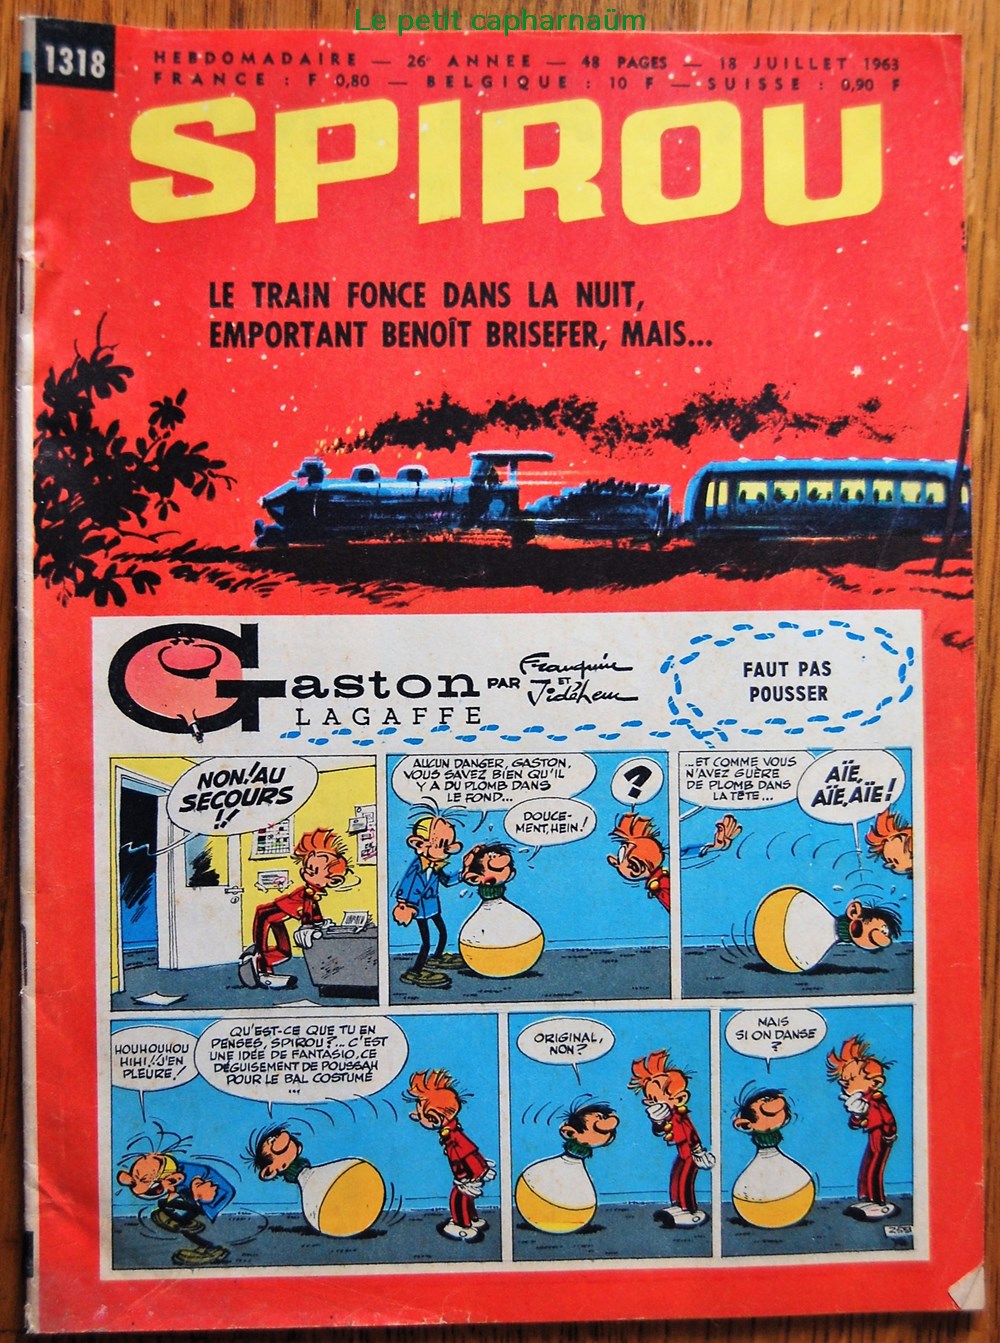 Le petit capharnaüm
1318
HEBDOMADAIRE — 26e ANNEE — 48 PAGES — 18 JUILLET 1963
FRANCE : F 0,80 — BELGIQUE : 10 F — SUISSE : 0,90 F
SPIROU
LE TRAIN FONCE DANS LA NUIT,
EMPORTANT BENOÎT BRISEFER, MAIS...
Gaston
LAGAFFE
PAR
Franquin
ET
Jidéhem
FAUT PAS
POUSSER
NON! AU
SECOURS
!!
AUCUN DANGER, GASTON,
VOUS SAVEZ BIEN QU'IL
Y A DU PLOMB DANS
LE FOND...
DOUCE-
MENT, HEIN!
?
...ET COMME VOUS
N'AVEZ GUÈRE
DE PLOMB DANS
LA TÊTE...
AÏE,
AÏE, AÏE!
HOUHOUHOU
HIHI!! J'EN
PLEURE!
QU'EST-CE QUE TU EN
PENSES, SPIROU?... C'EST
UNE IDÉE DE FANTASIO, CE
DÉGUISEMENT DE POUSSAH
POUR LE BAL COSTUMÉ
...
ORIGINAL,
NON?
MAIS
SI ON DANSE
?